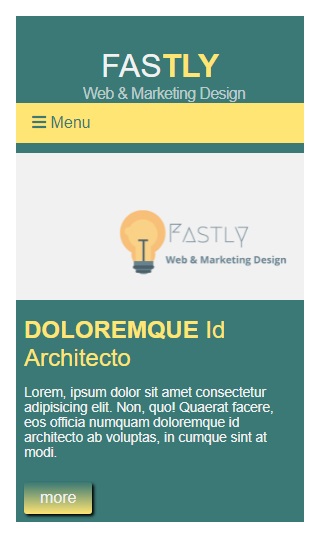 FASTLY
Web & Marketing Design
Menu
FASTLY
Web & Marketing Design
DOLOREMQUE Id
Architecto
Lorem, ipsum dolor sit amet consectetur
adipisicing elit. Non, quo! Quaerat facere,
eos officia numquam doloremque id
architecto ab voluptas, in cumque sint at
modi.
more